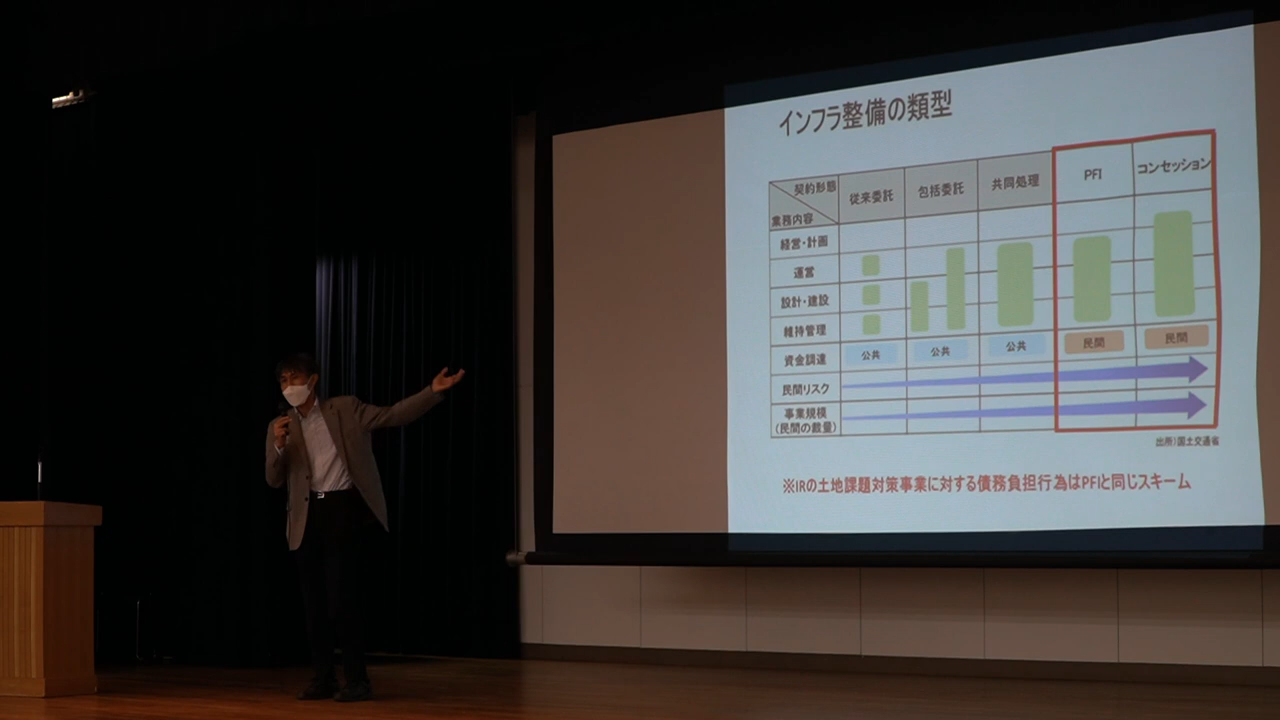 インフラ整備の類型
契約形態
業務内容
従来委託 包括委託 共同処理 PFI コンセッション
経営・計画
運営
設計・建設
維持管理
資金調達 公共 公共 公共 民間 民間
民間リスク
事業規模
(民間の裁量)
出所)国土交通省
※IRの土地課題対策事業に対する債務負担行為はPFIと同じスキーム